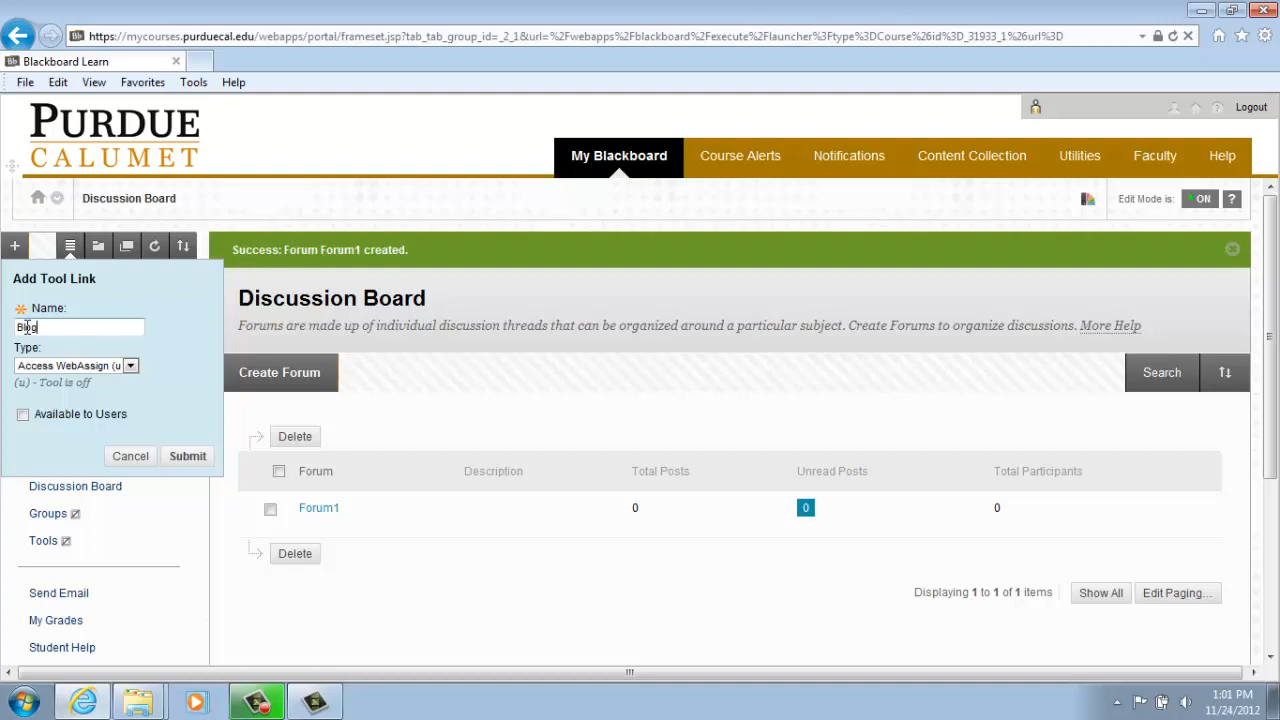 https://mycourses.purduecal.edu/webapps/portal/frameset.jsp?tab_tab_group_id=_2_1&url=%2Fwebapps%2Fblackboard%2Fexecute%2Flauncher%3Ftype%3DCourse%26id%3D_31933_1%26url%3D
Blackboard Learn
File Edit View Favorites Tools Help
PURDUE
CALUMET
Logout
My Blackboard Course Alerts Notifications Content Collection Utilities Faculty Help
Discussion Board
Edit Mode is: ON ?
Success: Forum Forum1 created.
Add Tool Link
Name:
Blog
Type:
Access WebAssign (u
(u) - Tool is off
Available to Users
Cancel Submit
Discussion Board
Groups
Tools
Send Email
My Grades
Student Help
Discussion Board
Forums are made up of individual discussion threads that can be organized around a particular subject. Create Forums to organize discussions. More Help
Create Forum
Search
Delete
Forum Description Total Posts Unread Posts Total Participants
Forum1 0 0 0
Delete
Displaying 1 to 1 of 1 items Show All Edit Paging...
1:01 PM
11/24/2012